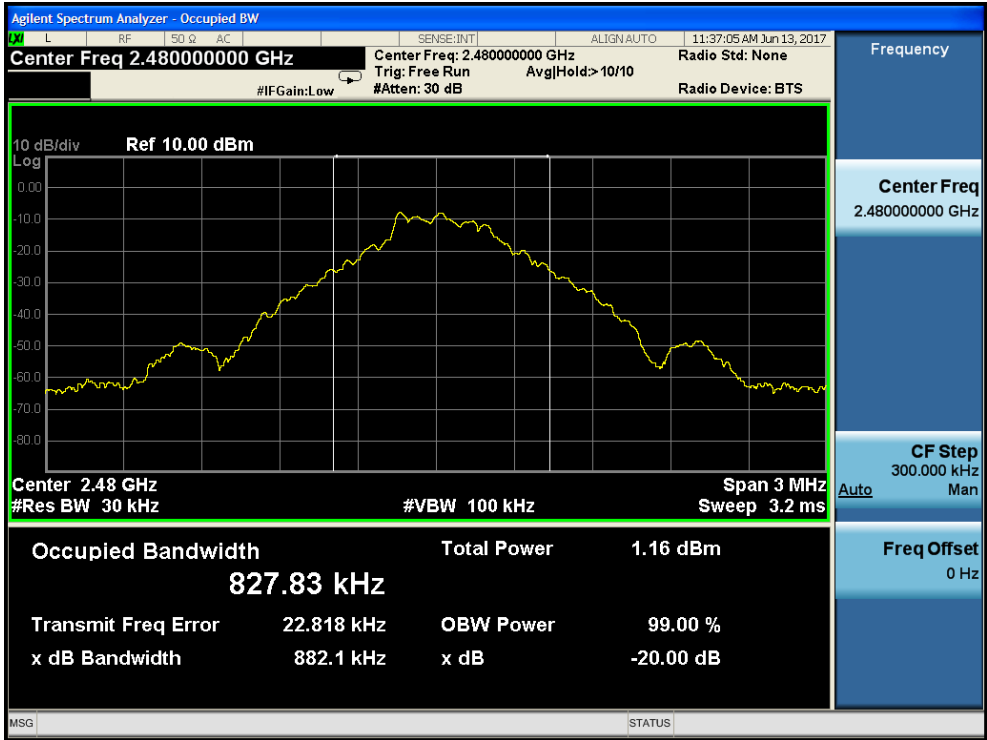 Agilent Spectrum Analyzer - Occupied BW
LXI L RF 50 Ω AC SENSE:INT ALIGN AUTO 11:37:05 AM Jun 13, 2017
Center Freq 2.480000000 GHz Center Freq: 2.480000000 GHz Radio Std: None
Trig: Free Run Avg|Hold:> 10/10
#IFGain:Low #Atten: 30 dB Radio Device: BTS
10 dB/div Ref 10.00 dBm
Log
0.00
-10.0
-20.0
-30.0
-40.0
-50.0
-60.0
-70.0
-80.0
Center 2.48 GHz Span 3 MHz
#Res BW 30 kHz #VBW 100 kHz Sweep 3.2 ms
Occupied Bandwidth Total Power 1.16 dBm
827.83 kHz
Transmit Freq Error 22.818 kHz OBW Power 99.00 %
x dB Bandwidth 882.1 kHz x dB -20.00 dB
MSG STATUS
Frequency
Center Freq
2.480000000 GHz
CF Step
300.000 kHz
Auto Man
Freq Offset
0 Hz